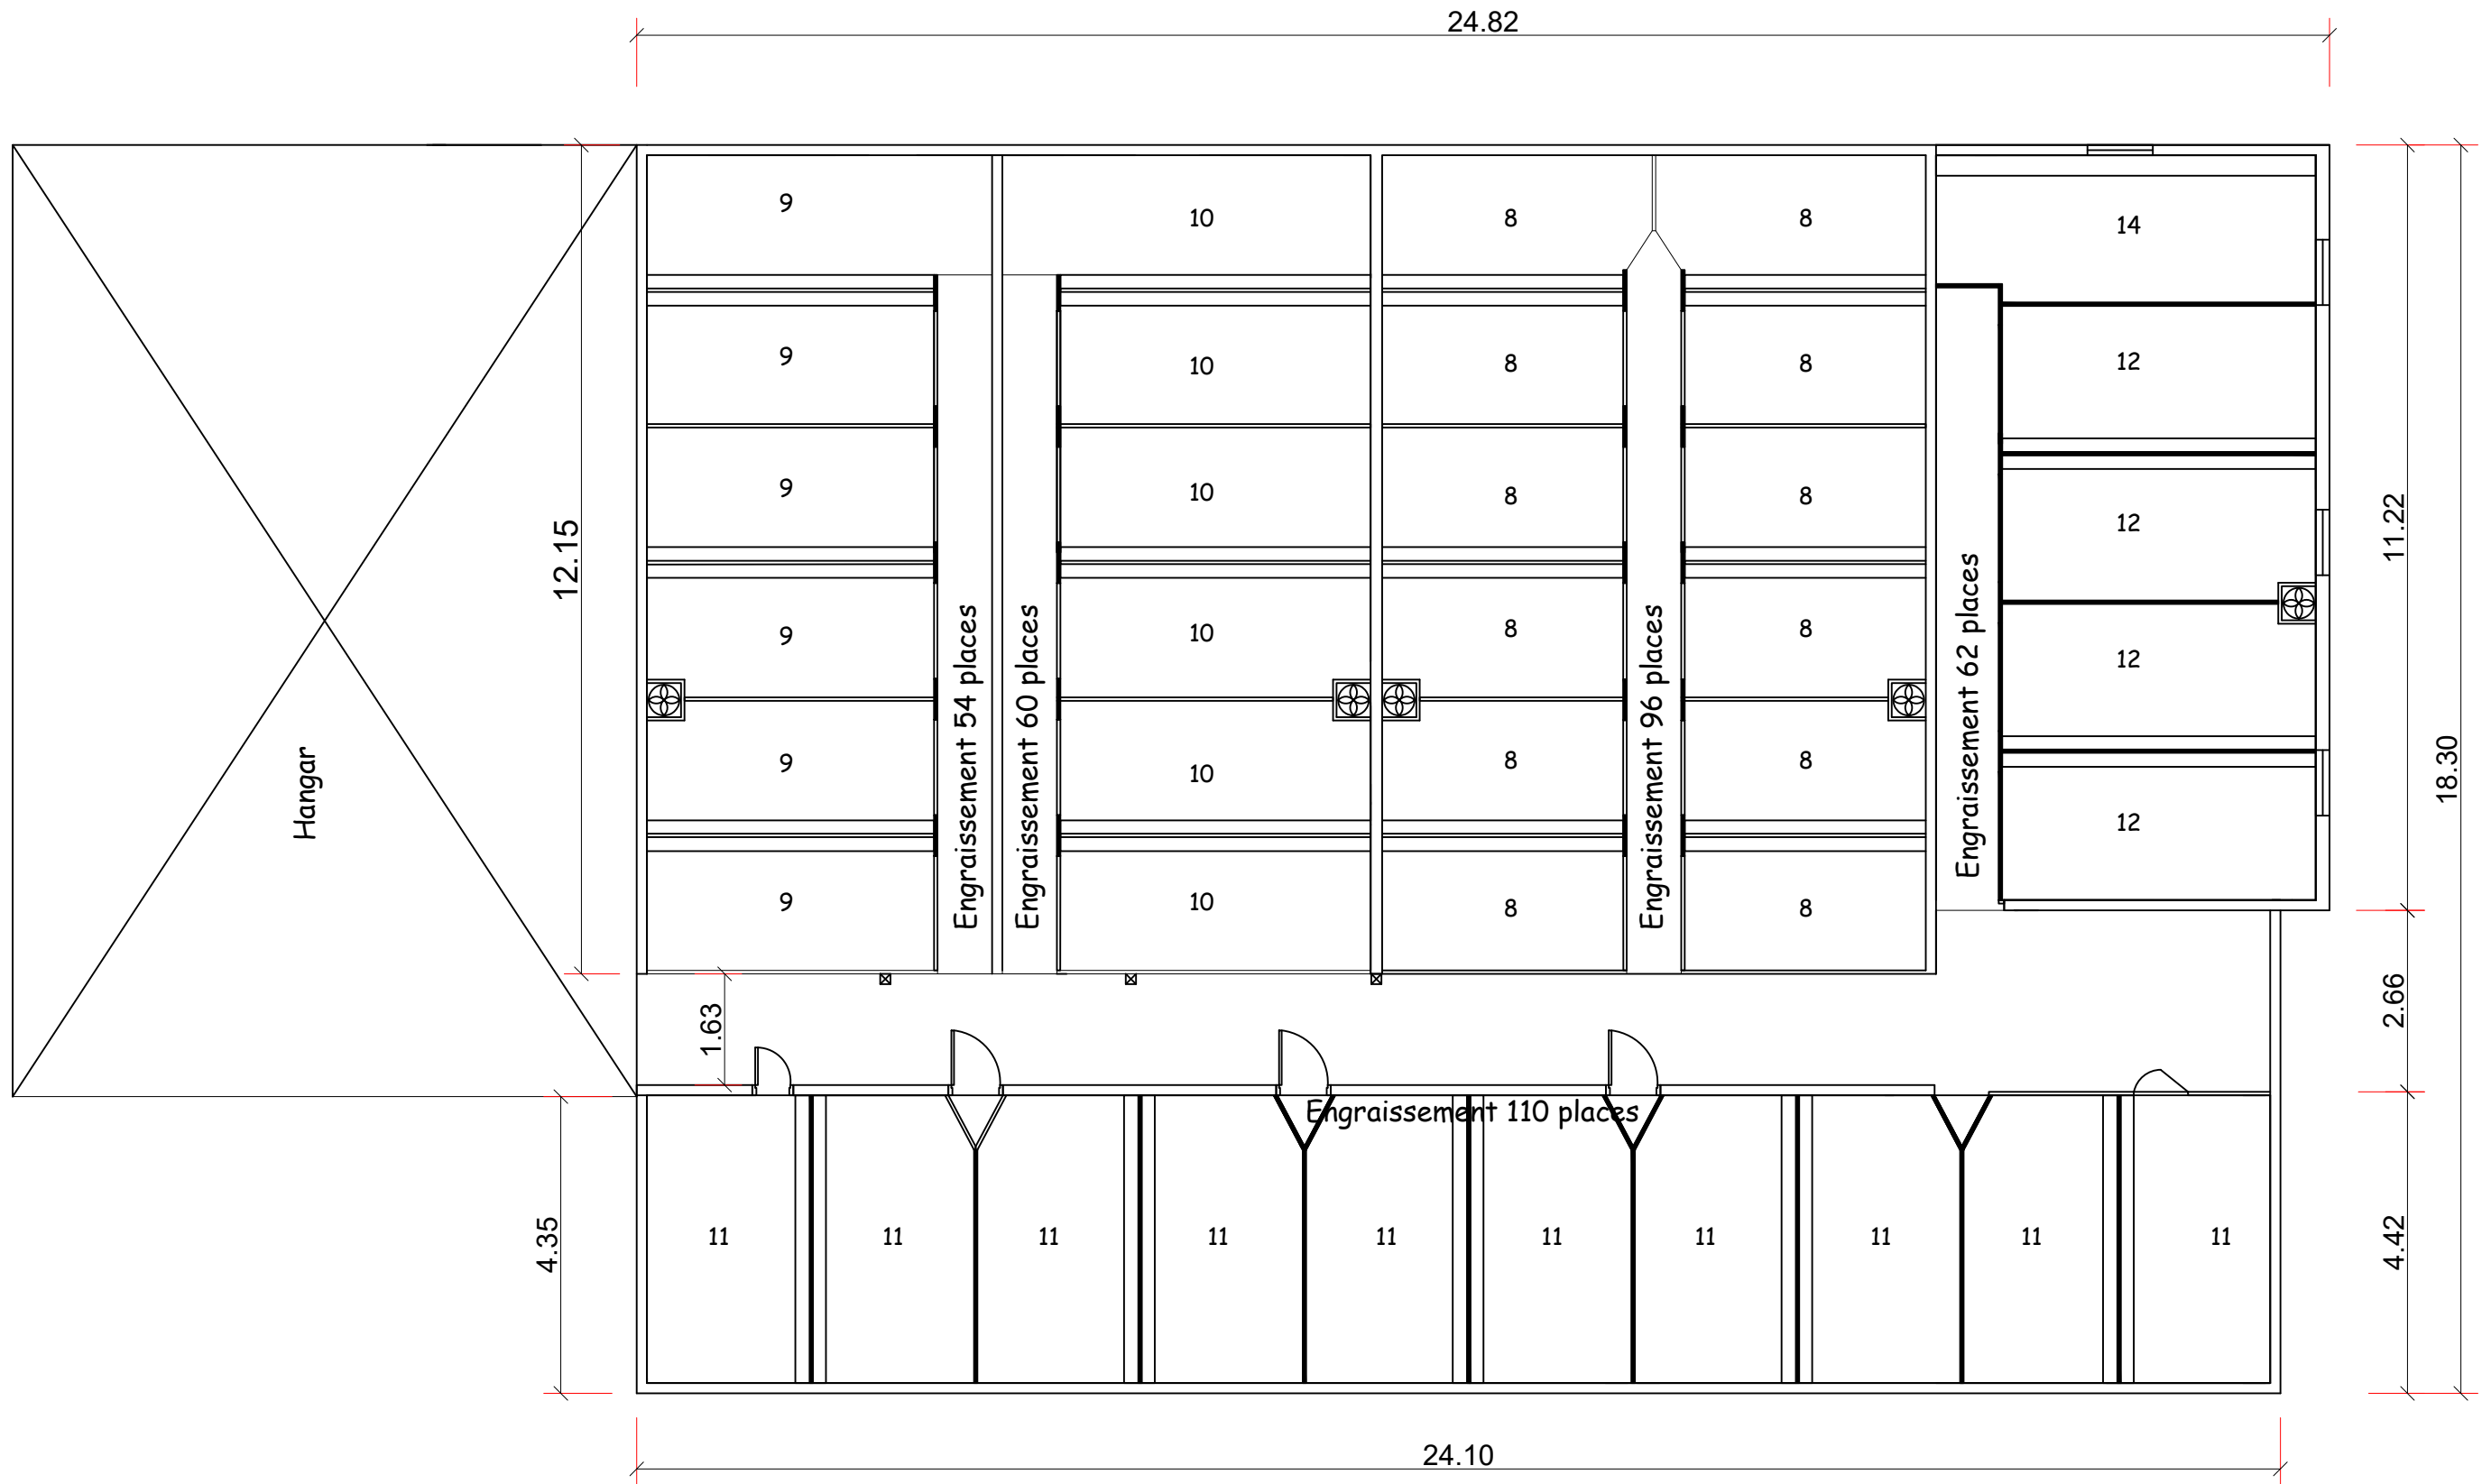 24.82
9 10 8 8 14
9 10 8 8 12
9 10 8 8 12
9 10 8 8 12
9 10 8 8 12
9 10 8 8
Hangar
12.15
Engraissement 54 places
Engraissement 60 places
Engraissement 96 places
Engraissement 62 places
11.22
18.30
2.66
1.63
Engraissement 110 places
4.35
11 11 11 11 11 11 11 11 11 11
4.42
24.10